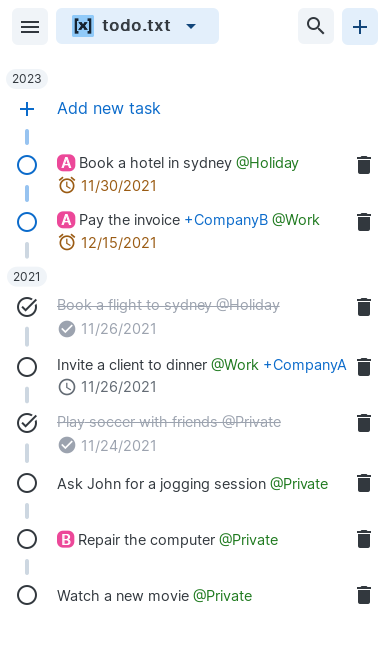 [x] todo.txt
2023
Add new task
A Book a hotel in sydney @Holiday
11/30/2021
A Pay the invoice +CompanyB @Work
12/15/2021
2021
Book a flight to sydney @Holiday
11/26/2021
Invite a client to dinner @Work +CompanyA
11/26/2021
Play soccer with friends @Private
11/24/2021
Ask John for a jogging session @Private
B Repair the computer @Private
Watch a new movie @Private